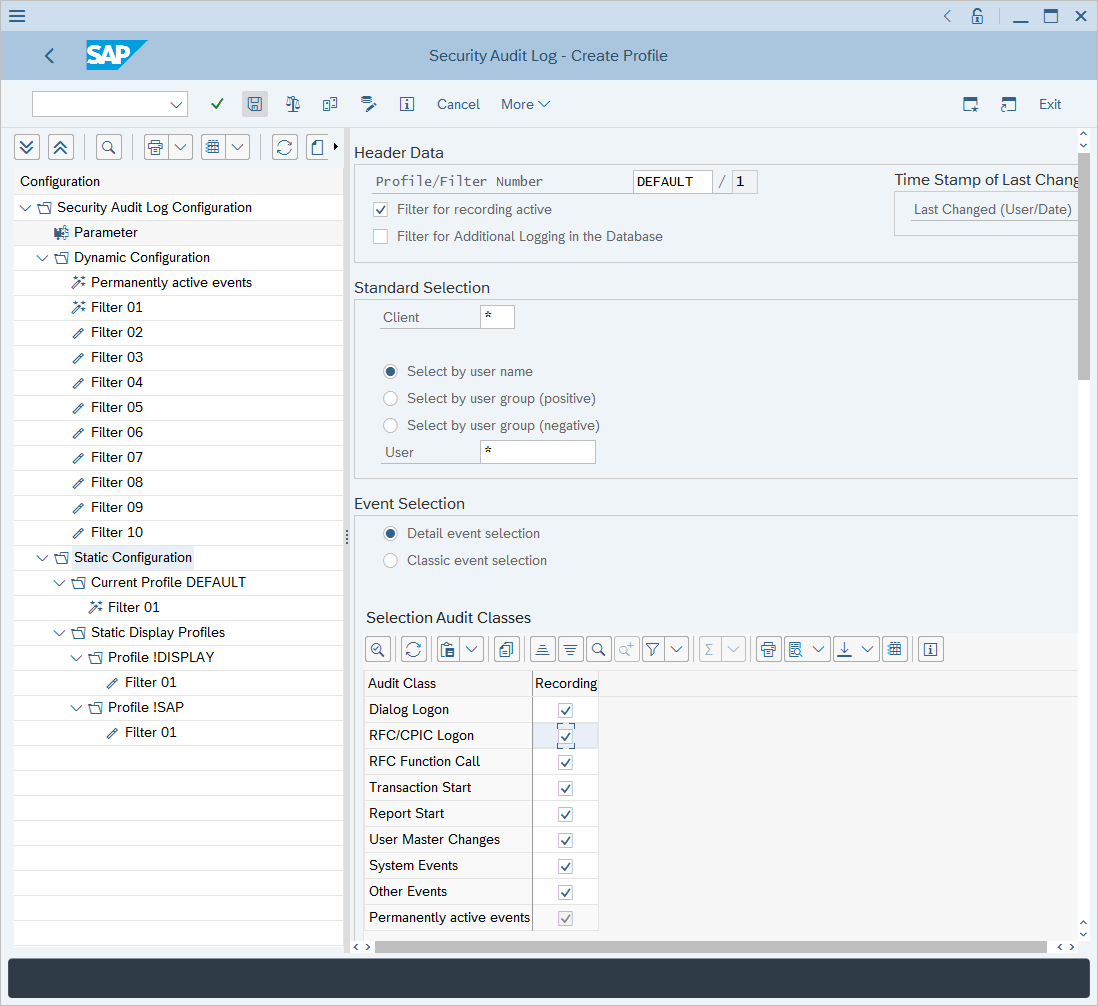 SAP
Security Audit Log - Create Profile
Cancel
More
Exit
Configuration
Security Audit Log Configuration
Parameter
Dynamic Configuration
Permanently active events
Filter 01
Filter 02
Filter 03
Filter 04
Filter 05
Filter 06
Filter 07
Filter 08
Filter 09
Filter 10
Static Configuration
Current Profile DEFAULT
Filter 01
Static Display Profiles
Profile !DISPLAY
Filter 01
Profile !SAP
Filter 01
Header Data
Profile/Filter Number DEFAULT / 1
Filter for recording active
Filter for Additional Logging in the Database
Time Stamp of Last Chang
Last Changed (User/Date)
Standard Selection
Client *
Select by user name
Select by user group (positive)
Select by user group (negative)
User *
Event Selection
Detail event selection
Classic event selection
Selection Audit Classes
Audit Class Recording
Dialog Logon
RFC/CPIC Logon
RFC Function Call
Transaction Start
Report Start
User Master Changes
System Events
Other Events
Permanently active events